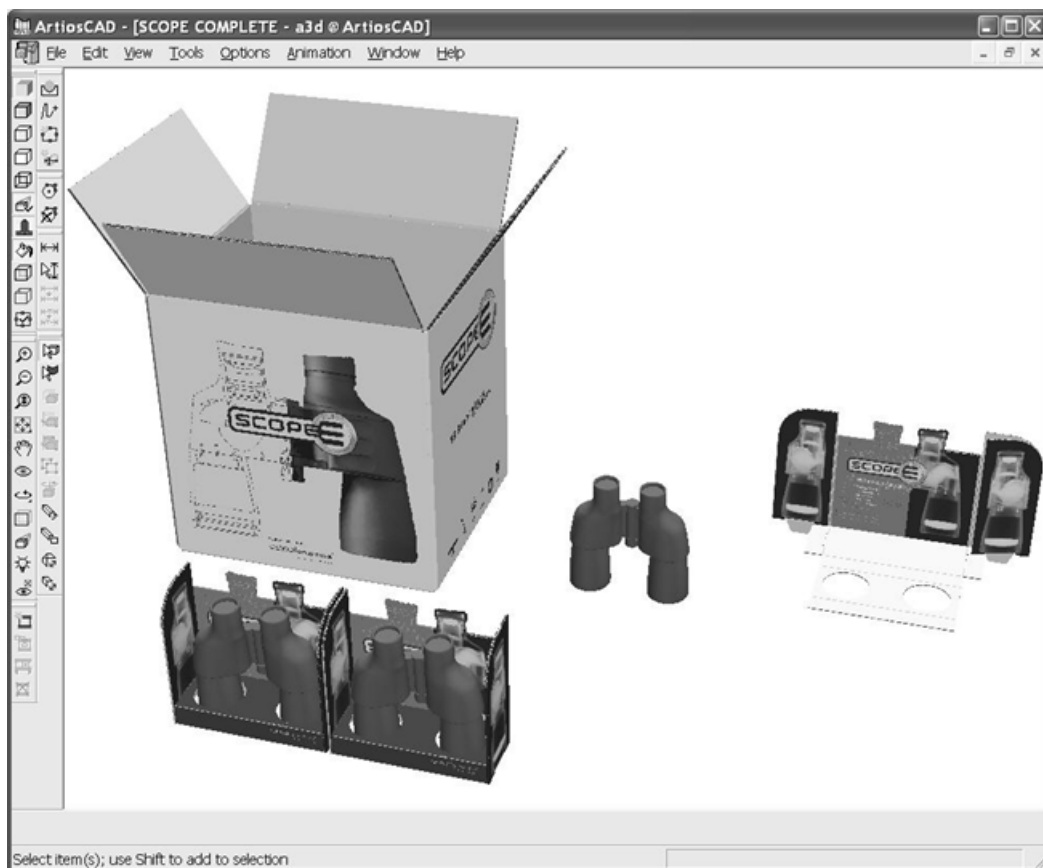 ArtiosCAD - [SCOPE COMPLETE - a3d @ ArtiosCAD]
File Edit View Tools Options Animation Window Help
SCOPE
SCOPE
SCOPE
Select item(s); use Shift to add to selection